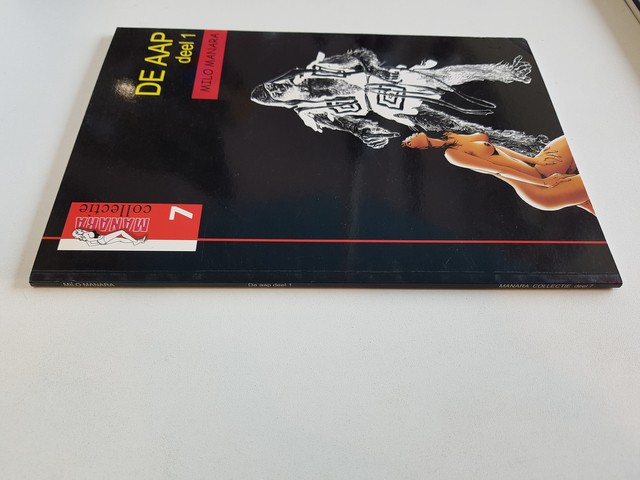 DE AAP
deel 1
MILO MANARA
MANARA
collectie
7
MILO MANARA
De aap deel 1
MANARA COLLECTIE deel 7